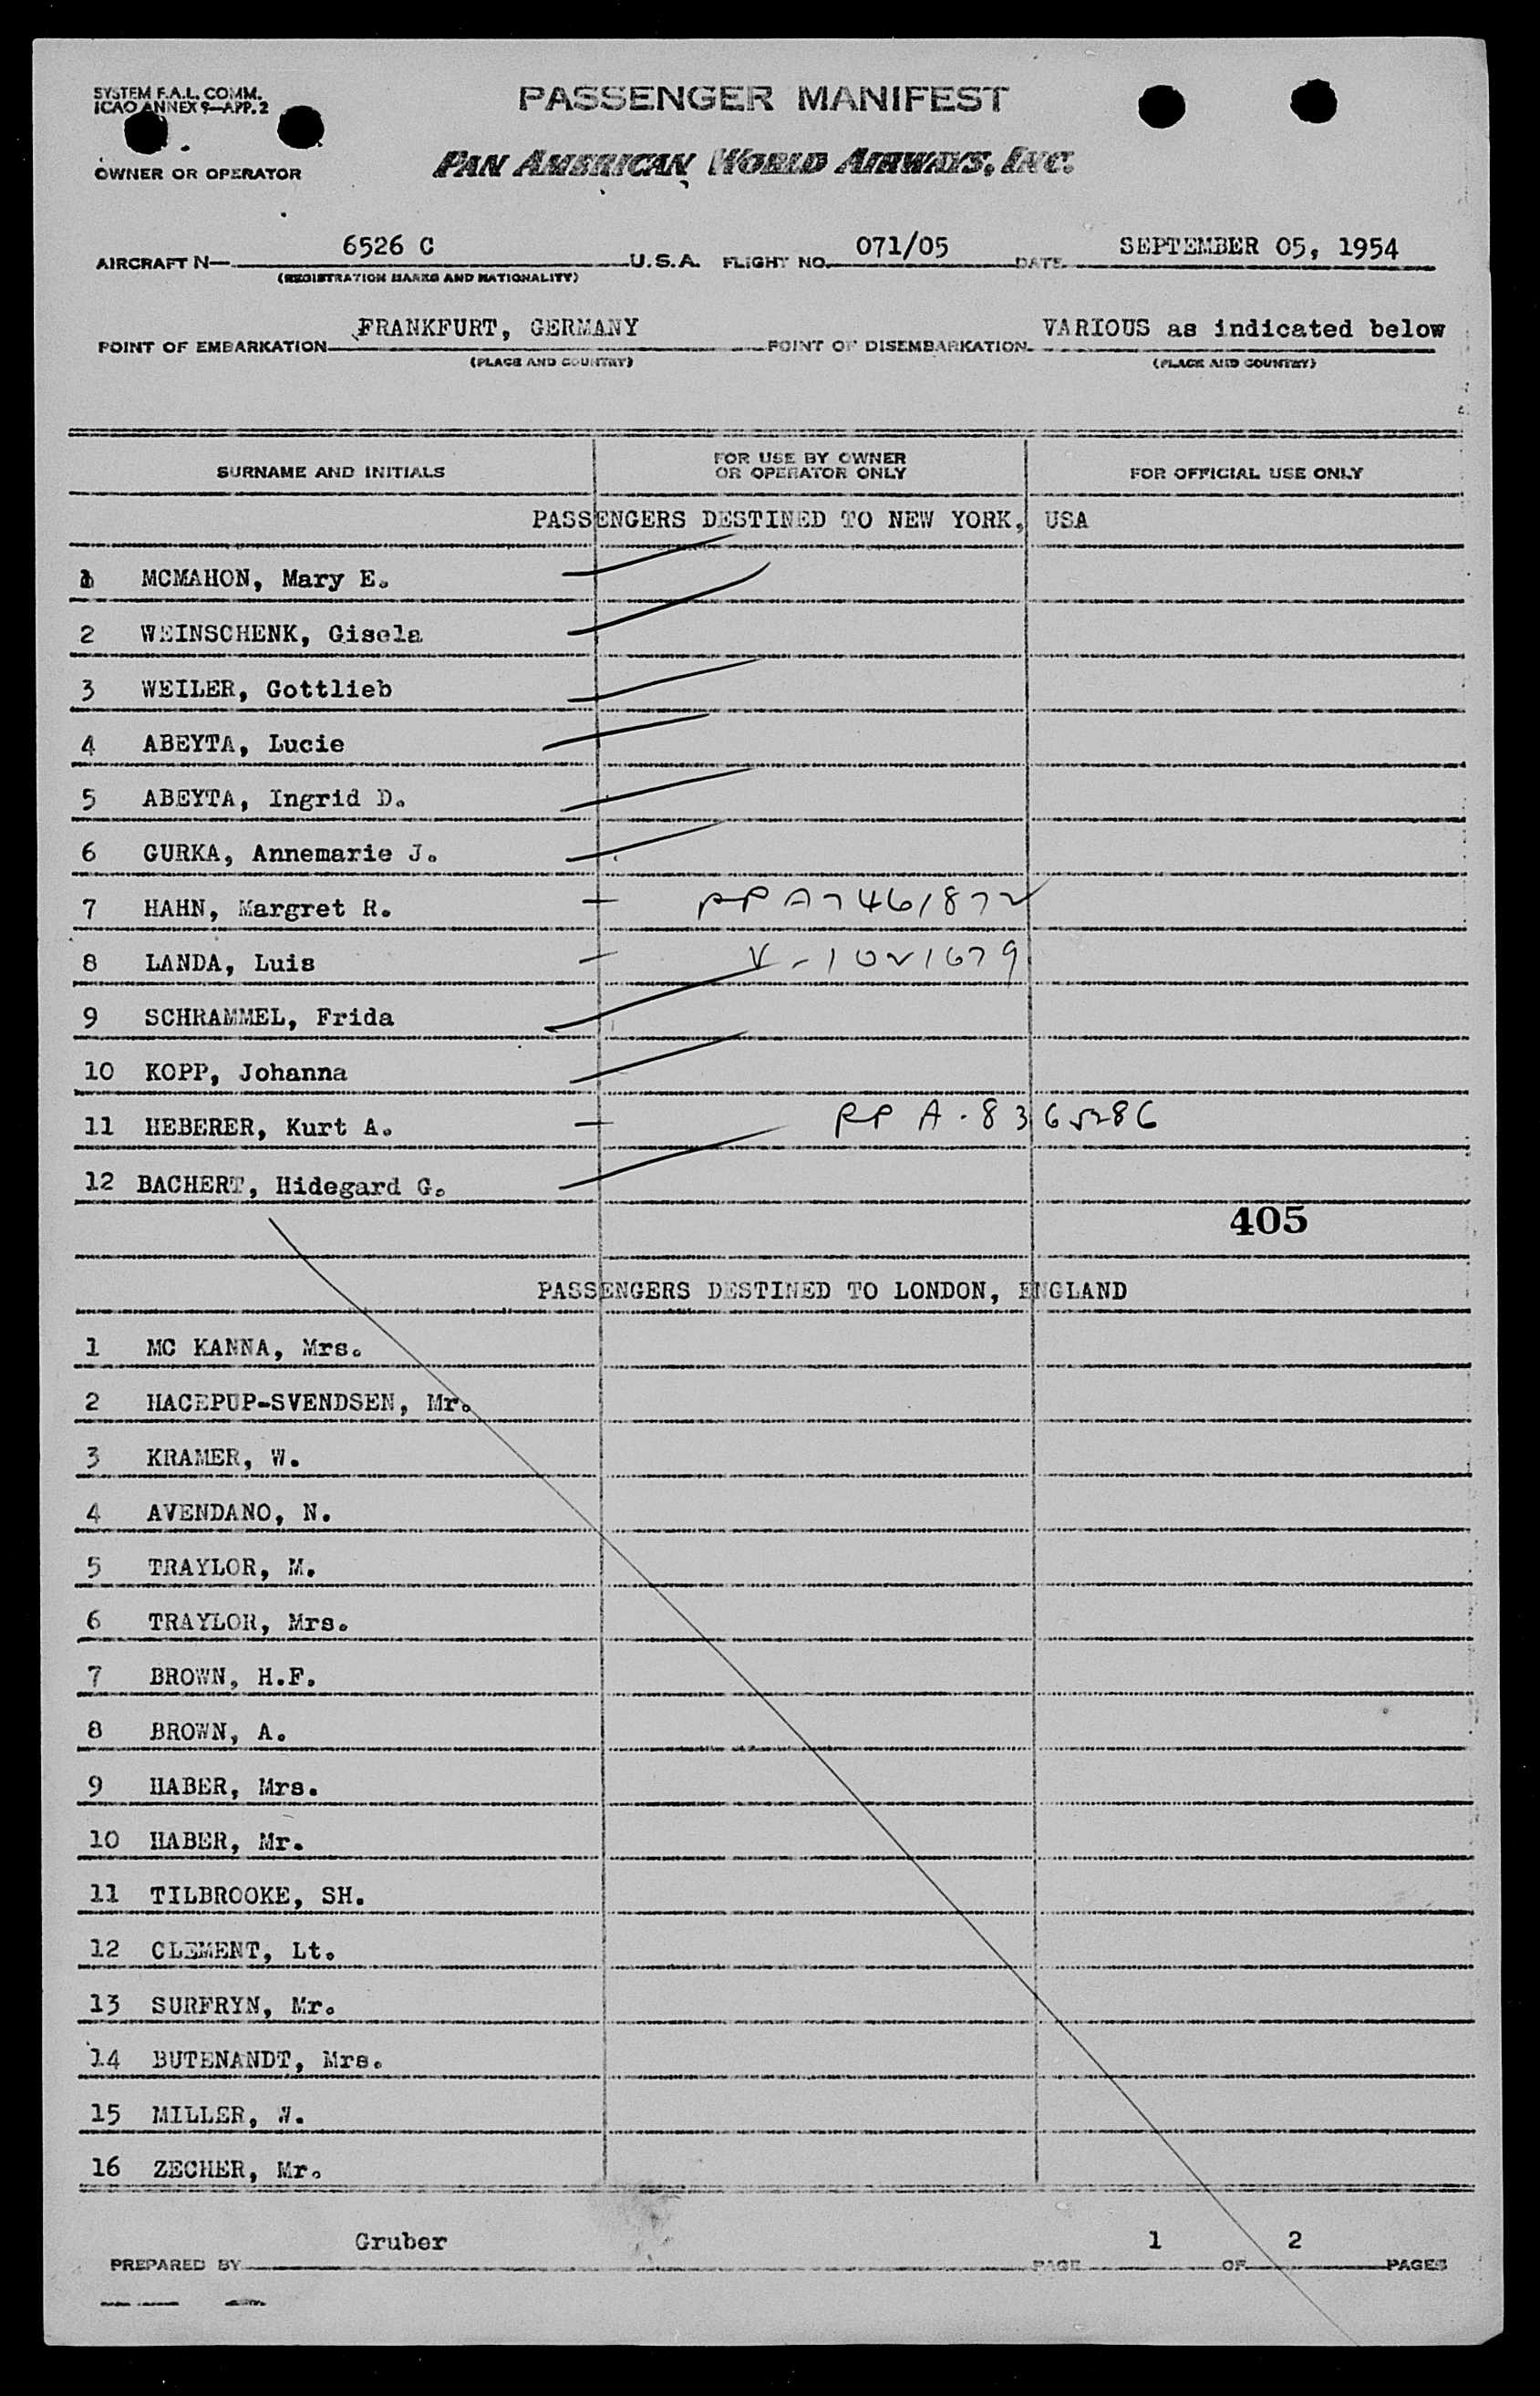 SYSTEM F.A.L. COMM.
ICAO ANNEX 9—APP. 2
PASSENGER MANIFEST
OWNER OR OPERATOR
PAN AMERICAN WORLD AIRWAYS, INC.
AIRCRAFT N— 6526 C U.S.A. FLIGHT NO. 071/05 DATE SEPTEMBER 05, 1954
(REGISTRATION MARKS AND NATIONALITY)
POINT OF EMBARKATION FRANKFURT, GERMANY POINT OF DISEMBARKATION VARIOUS as indicated below
(PLACE AND COUNTRY) (PLACE AND COUNTRY)
SURNAME AND INITIALS FOR USE BY OWNER OR OPERATOR ONLY FOR OFFICIAL USE ONLY
PASSENGERS DESTINED TO NEW YORK, USA
1 MCMAHON, Mary E.
2 WEINSCHENK, Gisela
3 WEILER, Gottlieb
4 ABEYTA, Lucie
5 ABEYTA, Ingrid D.
6 GURKA, Annemarie J.
7 HAHN, Margret R. RP A7461872
8 LANDA, Luis V-1021679
9 SCHRAMMEL, Frida
10 KOPP, Johanna
11 HEBERER, Kurt A. RP A-8365286
12 BACHERT, Hidegard G.
405
PASSENGERS DESTINED TO LONDON, ENGLAND
1 MC KANNA, Mrs.
2 HACEPUP-SVENDSEN, Mr.
3 KRAMER, W.
4 AVENDANO, N.
5 TRAYLOR, M.
6 TRAYLOR, Mrs.
7 BROWN, H.F.
8 BROWN, A.
9 HABER, Mrs.
10 HABER, Mr.
11 TILBROOKE, SH.
12 CLEMENT, Lt.
13 SURFRYN, Mr.
14 BUTENANDT, Mrs.
15 MILLER, W.
16 ZECHER, Mr.
PREPARED BY Gruber PAGE 1 OF 2 PAGES